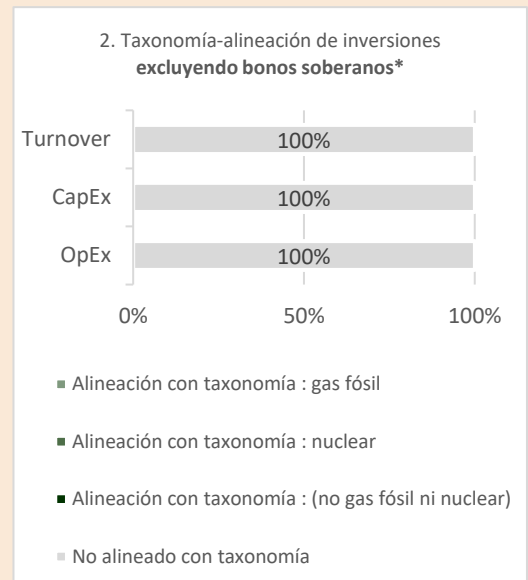 2. Taxonomía-alineación de inversiones
excluyendo bonos soberanos*
Turnover
100%
CapEx
100%
OpEx
100%
0%
50%
100%
Alineación con taxonomía : gas fósil
Alineación con taxonomía : nuclear
Alineación con taxonomía : (no gas fósil ni nuclear)
No alineado con taxonomía